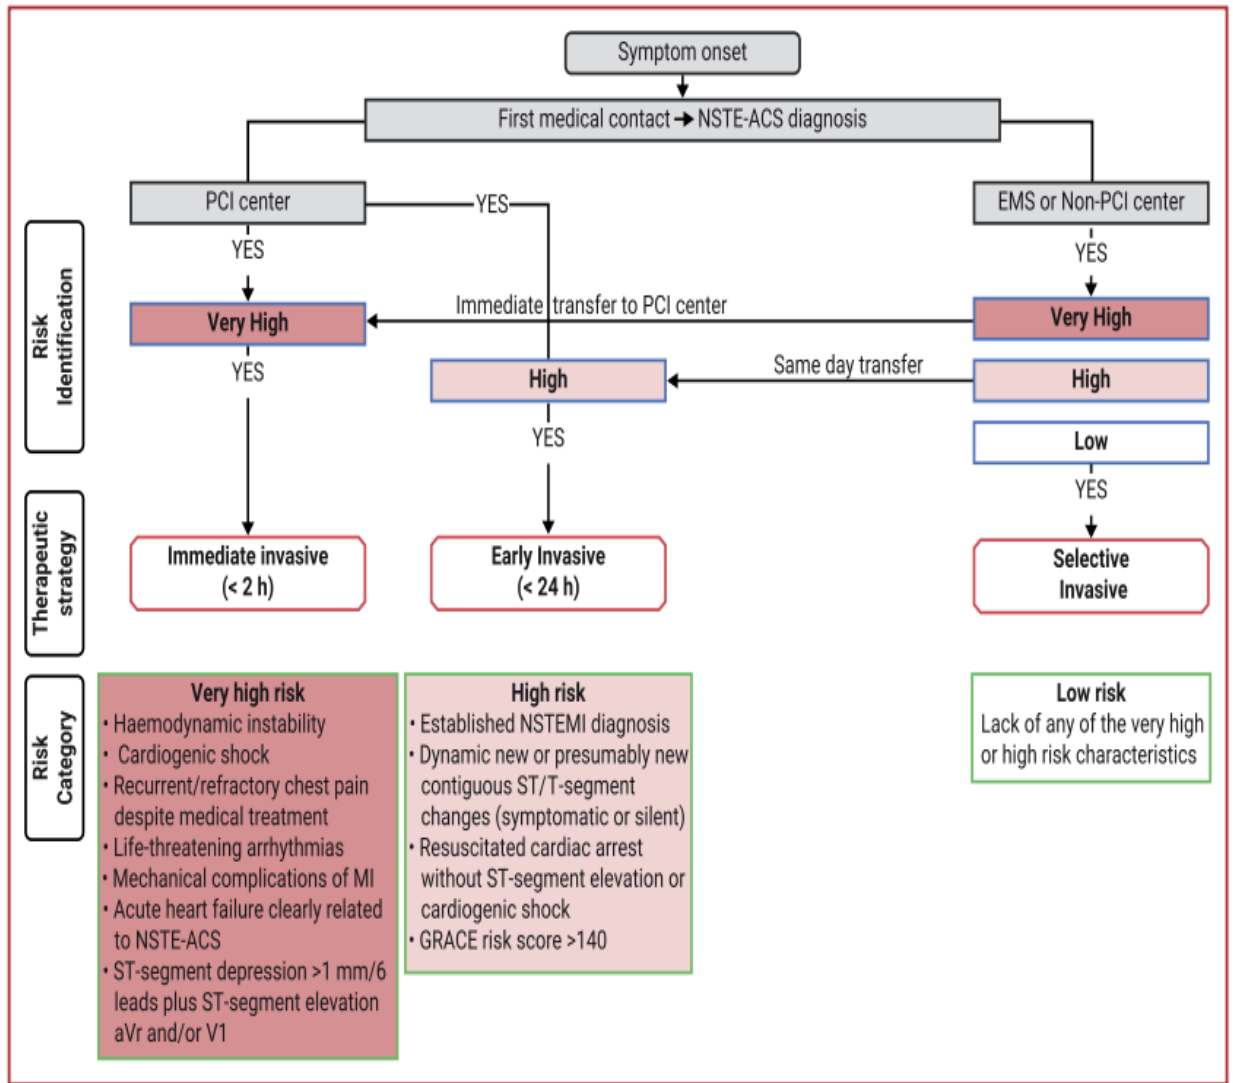 Symptom onset
First medical contact → NSTE-ACS diagnosis
PCI center
YES
EMS or Non-PCI center
YES
YES
Risk
Identification
Immediate transfer to PCI center
Very High
Very High
YES
Same day transfer
High
High
YES
Low
YES
Therapeutic
strategy
Immediate invasive
(< 2 h)
Early Invasive
(< 24 h)
Selective
Invasive
Risk
Category
Very high risk
• Haemodynamic instability
• Cardiogenic shock
• Recurrent/refractory chest pain
despite medical treatment
• Life-threatening arrhythmias
• Mechanical complications of MI
• Acute heart failure clearly related
to NSTE-ACS
• ST-segment depression >1 mm/6
leads plus ST-segment elevation
aVr and/or V1
High risk
• Established NSTEMI diagnosis
• Dynamic new or presumably new
contiguous ST/T-segment
changes (symptomatic or silent)
• Resuscitated cardiac arrest
without ST-segment elevation or
cardiogenic shock
• GRACE risk score >140
Low risk
Lack of any of the very high
or high risk characteristics